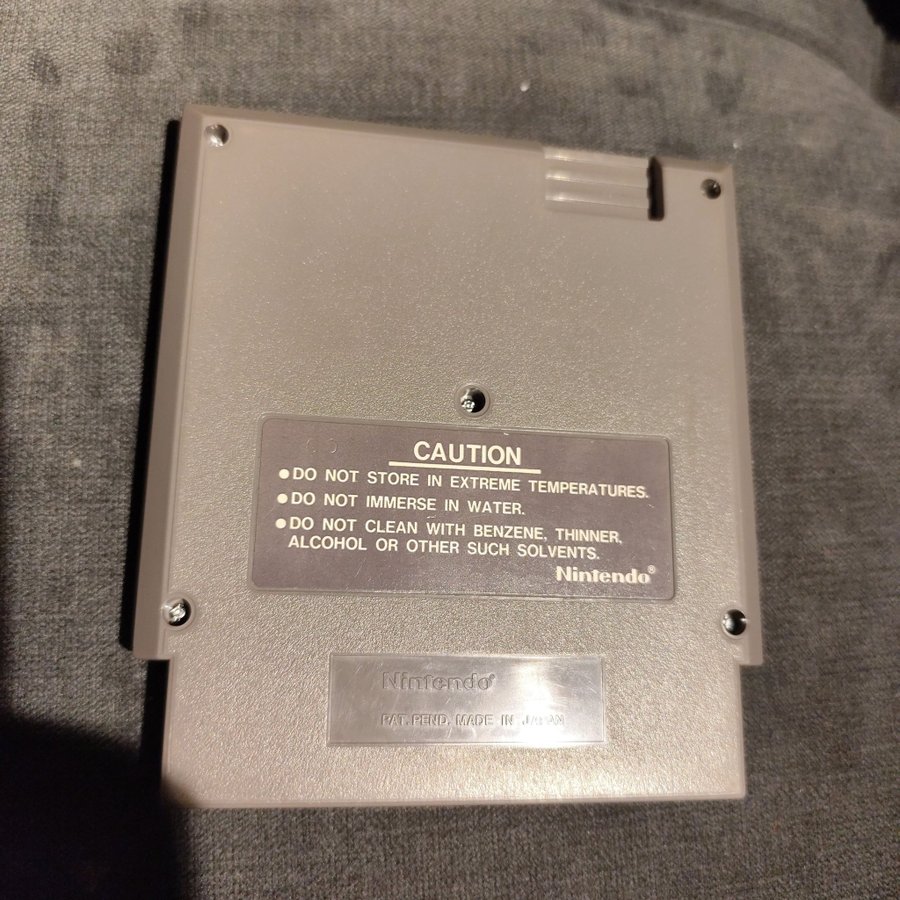 CAUTION
● DO NOT STORE IN EXTREME TEMPERATURES.
● DO NOT IMMERSE IN WATER.
● DO NOT CLEAN WITH BENZENE, THINNER,
ALCOHOL OR OTHER SUCH SOLVENTS.
Nintendo®
Nintendo®
PAT. PEND. MADE IN JAPAN